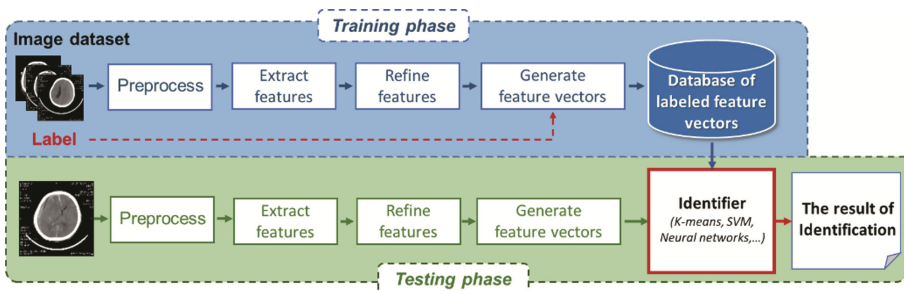 Training phase
Image dataset
Preprocess
Extract
features
Refine
features
Generate
feature vectors
Database of
labeled feature
vectors
Label
Preprocess
Extract
features
Refine
features
Generate
feature vectors
Identifier
(K-means, SVM,
Neural networks,...)
The result of
Identification
Testing phase